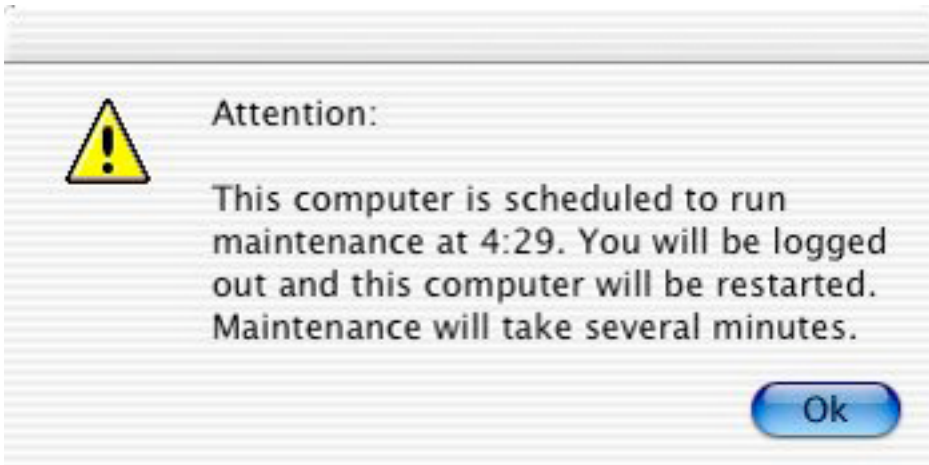 Attention:
This computer is scheduled to run
maintenance at 4:29. You will be logged
out and this computer will be restarted.
Maintenance will take several minutes.
Ok